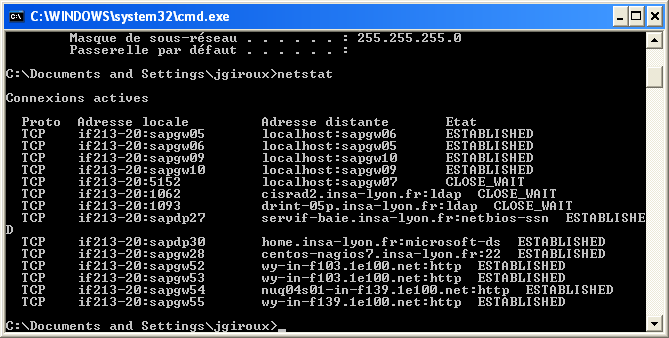 C:\WINDOWS\system32\cmd.exe
Masque de sous-réseau . . . . . . : 255.255.255.0
Passerelle par défaut . . . . . . :
C:\Documents and Settings\jgiroux>netstat
Connexions actives
Proto  Adresse locale         Adresse distante       Etat
TCP    if213-20:sapgw05       localhost:sapgw06      ESTABLISHED
TCP    if213-20:sapgw06       localhost:sapgw05      ESTABLISHED
TCP    if213-20:sapgw09       localhost:sapgw10      ESTABLISHED
TCP    if213-20:sapgw10       localhost:sapgw09      ESTABLISHED
TCP    if213-20:5152          localhost:sapgw07      CLOSE_WAIT
TCP    if213-20:1062          cisrad2.insa-lyon.fr:ldap  CLOSE_WAIT
TCP    if213-20:1093          drint-05p.insa-lyon.fr:ldap  CLOSE_WAIT
TCP    if213-20:sapdp27       servif-baie.insa-lyon.fr:netbios-ssn  ESTABLISHE
D
TCP    if213-20:sapdp30       home.insa-lyon.fr:microsoft-ds  ESTABLISHED
TCP    if213-20:sapgw28       centos-nagios7.insa-lyon.fr:22  ESTABLISHED
TCP    if213-20:sapgw52       wy-in-f103.1e100.net:http  ESTABLISHED
TCP    if213-20:sapgw53       wy-in-f103.1e100.net:http  ESTABLISHED
TCP    if213-20:sapgw54       nuq04s01-in-f139.1e100.net:http  ESTABLISHED
TCP    if213-20:sapgw55       wy-in-f139.1e100.net:http  ESTABLISHED
C:\Documents and Settings\jgiroux>_